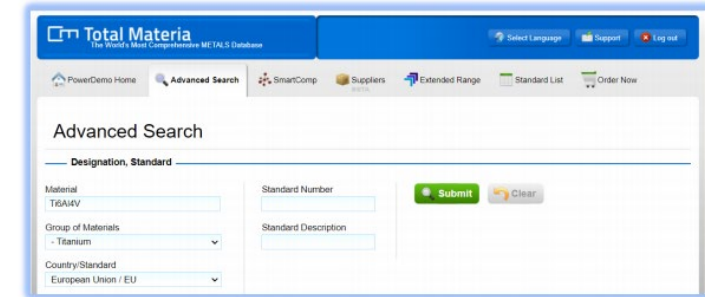 Total Materia
The World's Most Comprehensive METALS Database
Select Language Support Log out
PowerDemo Home Advanced Search SmartComp Suppliers Extended Range Standard List Order Now
BETA
Advanced Search
Designation, Standard
Material Standard Number
Ti6Al4V
Submit Clear
Group of Materials Standard Description
- Titanium
Country/Standard
European Union / EU